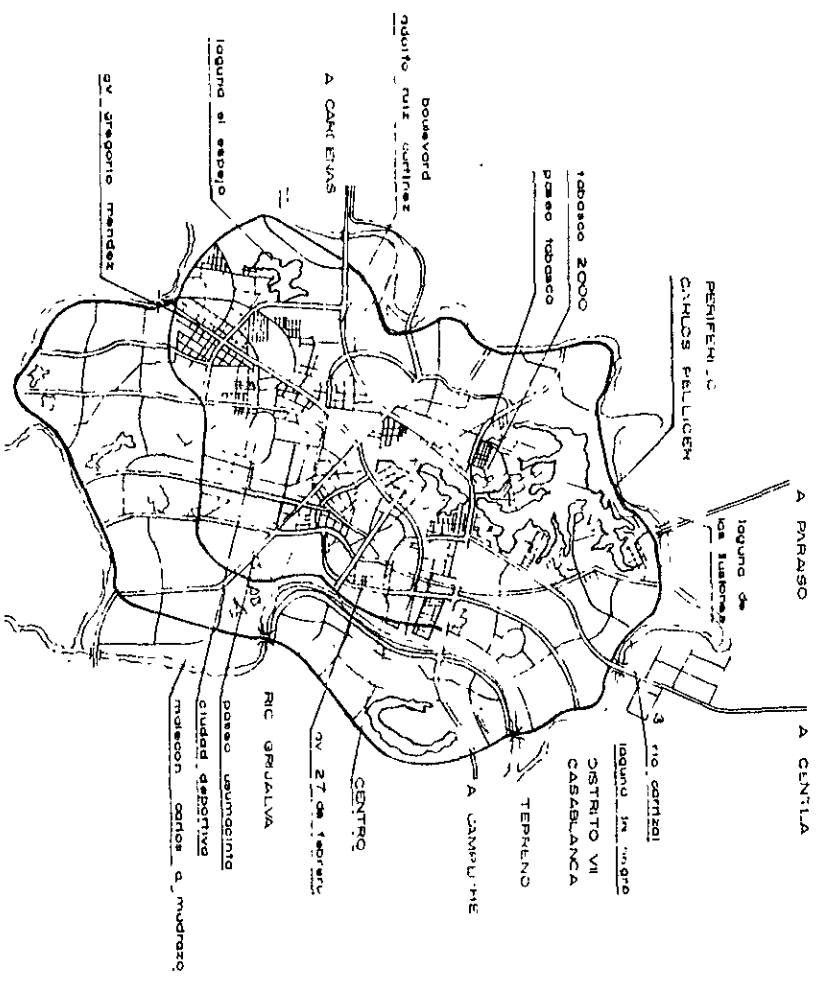 A PARAISO
A CENTLA
laguna de
las ilusiones
PERIFERICO
CARLOS PELLICER
rio carrizal
laguna
DISTRITO VII
CASABLANCA
tabasco 2000
paseo tabasco
TERRENO
boulevard
adolfo ruiz cortinez
A CAMPECHE
A CARDENAS
CENTRO
av 27 de febrero
laguna el espejo
RIO GRIJALVA
paseo usumacinta
ciudad deportiva
malecon carlos a. madrazo
av gregorio mendez